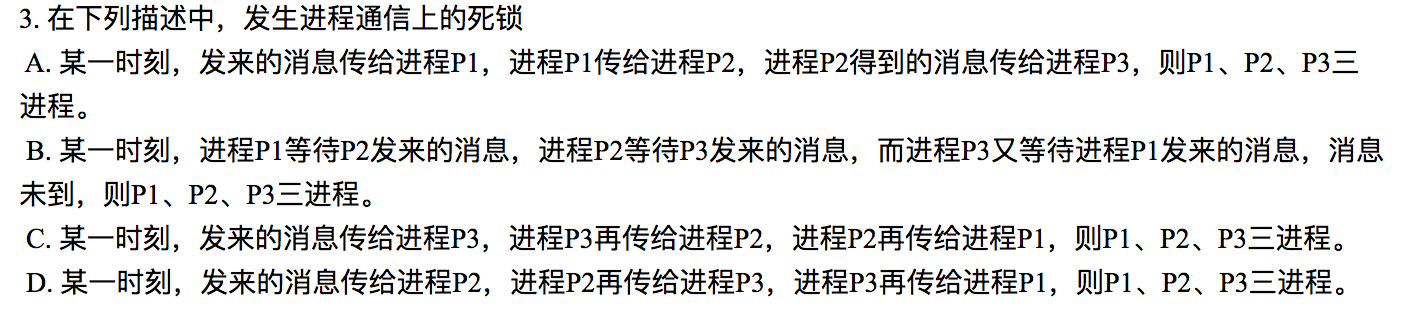 3. 在下列描述中，发生进程通信上的死锁
A. 某一时刻，发来的消息传给进程P1，进程P1传给进程P2，进程P2得到的消息传给进程P3，则P1、P2、P3三
进程。
B. 某一时刻，进程P1等待P2发来的消息，进程P2等待P3发来的消息，而进程P3又等待进程P1发来的消息，消息
未到，则P1、P2、P3三进程。
C. 某一时刻，发来的消息传给进程P3，进程P3再传给进程P2，进程P2再传给进程P1，则P1、P2、P3三进程。
D. 某一时刻，发来的消息传给进程P2，进程P2再传给进程P3，进程P3再传给进程P1，则P1、P2、P3三进程。